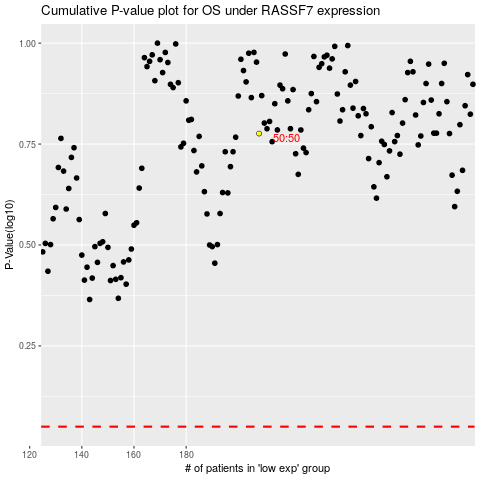 Cumulative P-value plot for OS under RASSF7 expression
P-Value(log10)
1.00
0.75
0.50
0.25
50:50
120 140 160 180
# of patients in 'low exp' group